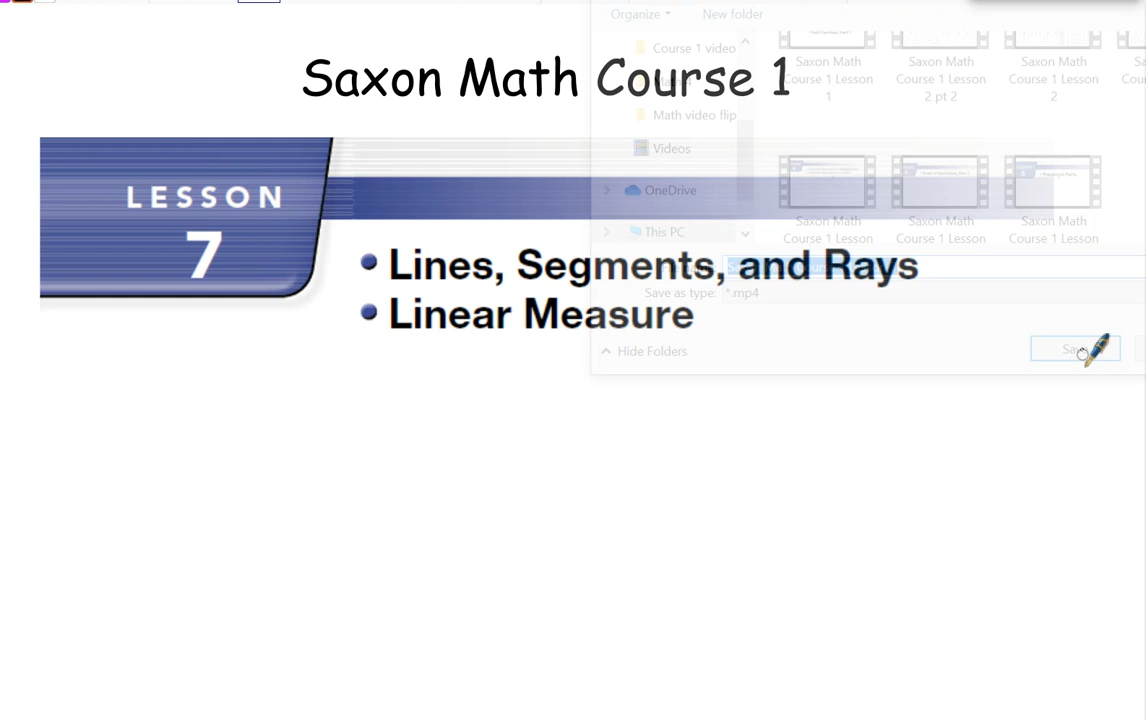 Organize
New folder
Course 1 video
Saxon Math
Course 1 Lesson
1
Saxon Math
Course 1 Lesson
2 pt 2
Saxon Math
Course 1 Lesson
2
Saxon Math Course 1
Math video flip
Videos
LESSON
7
OneDrive
This PC
Saxon Math
Course 1 Lesson
Saxon Math
Course 1 Lesson
Saxon Math
Course 1 Lesson
Lines, Segments, and Rays
Save as type: *.mp4
Linear Measure
Hide Folders